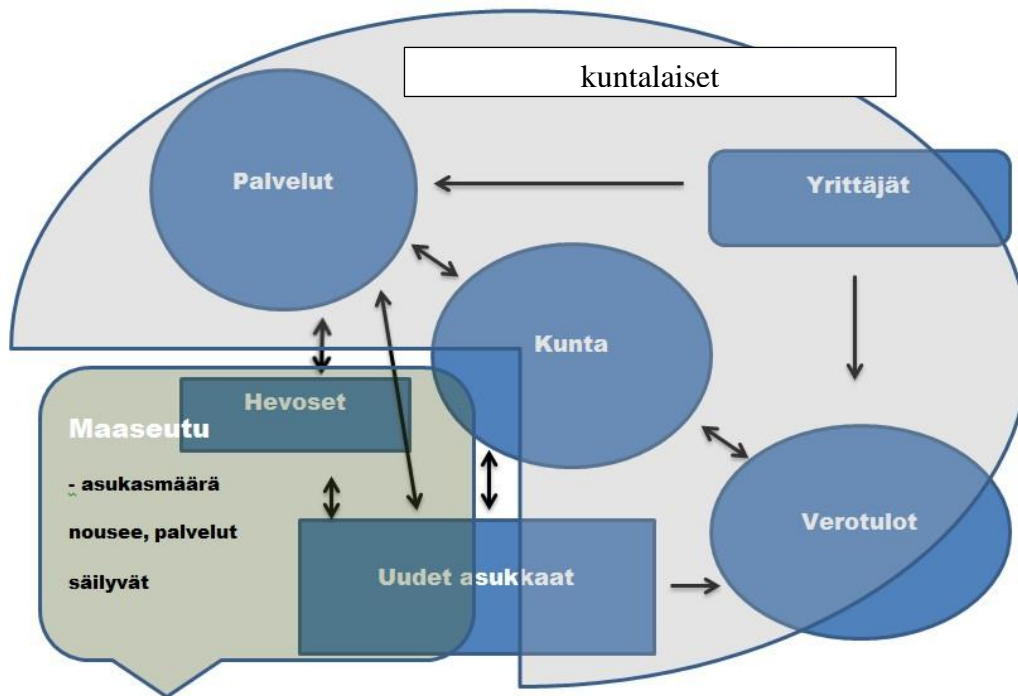 kuntalaiset
Palvelut
Yrittäjät
Kunta
Hevoset
Maaseutu
- asukasmäärä
nousee, palvelut
säilyvät
Uudet asukkaat
Verotulot